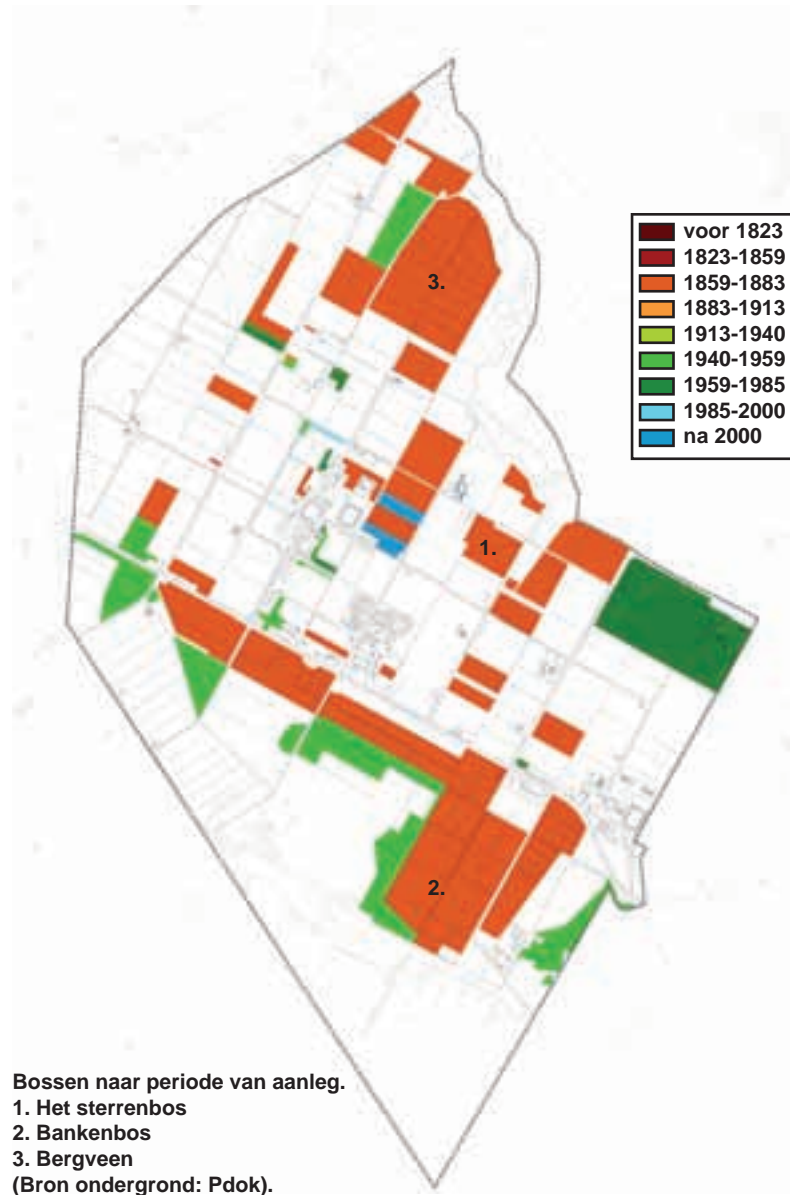 3.
voor 1823
1823-1859
1859-1883
1883-1913
1913-1940
1940-1959
1959-1985
1985-2000
na 2000
1.
2.
Bossen naar periode van aanleg.
1. Het sterrenbos
2. Bankenbos
3. Bergveen
(Bron ondergrond: Pdok).